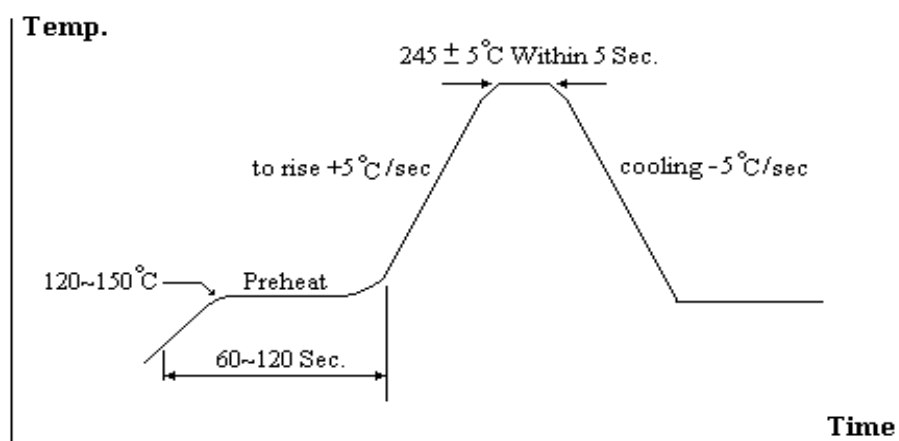 Temp.
245 ± 5°C Within 5 Sec.
to rise +5°C/sec
cooling -5°C/sec
120~150°C
Preheat
60~120 Sec.
Time